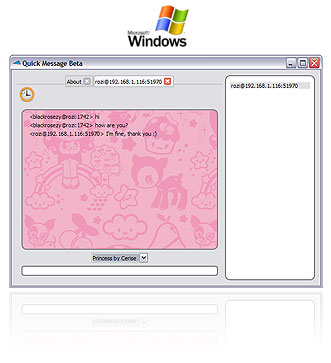 Microsoft
Windows
Quick Message Beta
About rozi@192.168.1.116:51970
rozi@192.168.1.116:51970
<blackrosezy@rozi:1742> hi
<blackrosezy@rozi:1742> how are you?
<rozi@192.168.1.116:51970> I'm fine, thank you :)
Princess by Cerise